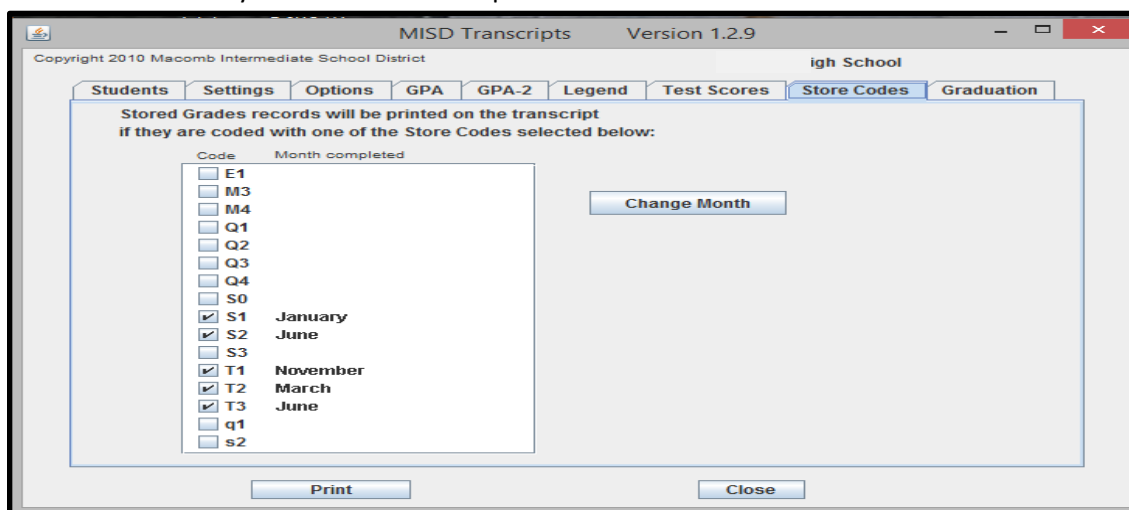 MISD Transcripts Version 1.2.9
Copyright 2010 Macomb Intermediate School District
igh School
Students Settings Options GPA GPA-2 Legend Test Scores Store Codes Graduation
Stored Grades records will be printed on the transcript
if they are coded with one of the Store Codes selected below:
Code Month completed
E1
M3
M4
Change Month
Q1
Q2
Q3
Q4
S0
S1 January
S2 June
S3
T1 November
T2 March
T3 June
q1
s2
Print Close